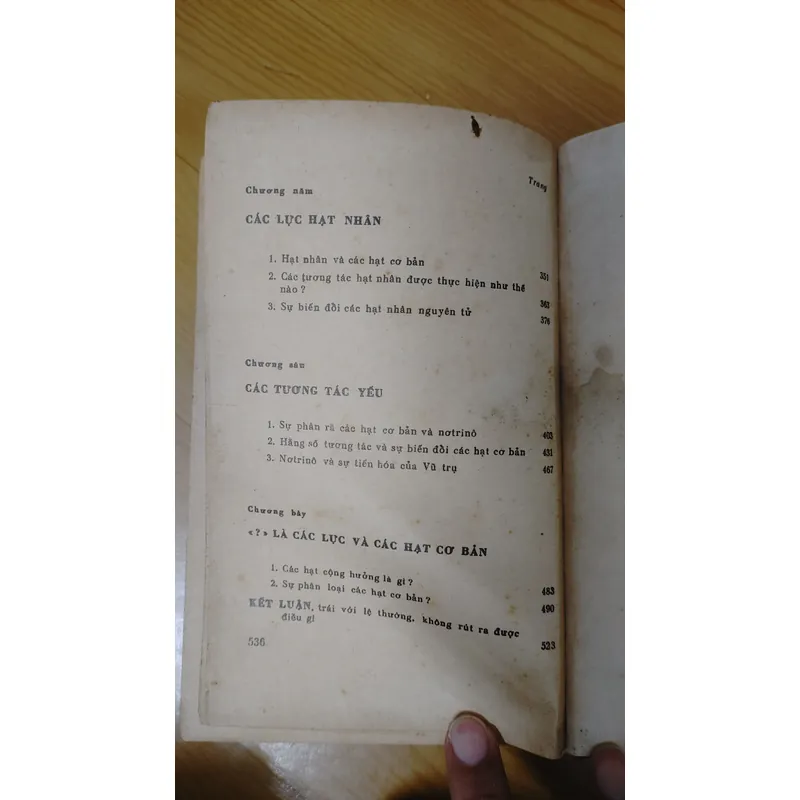 Trang
Chương năm
CÁC LỰC HẠT NHÂN
1. Hạt nhân và các hạt cơ bản 351
2. Các tương tác hạt nhân được thực hiện như thế
nào ? 363
3. Sự biến đổi các hạt nhân nguyên tử 376
Chương sáu
CÁC TƯƠNG TÁC YẾU
1. Sự phân rã các hạt cơ bản và nơtrinô 403
2. Hằng số tương tác và sự biến đổi các hạt cơ bản 431
3. Nơtrinô và sự tiến hóa của Vũ trụ 467
Chương bảy
«?» LÀ CÁC LỰC VÀ CÁC HẠT CƠ BẢN
1. Các hạt cộng hưởng là gì ? 483
2. Sự phân loại các hạt cơ bản ? 490
KẾT LUẬN, trái với lệ thường, không rút ra được
điều gì 523
536